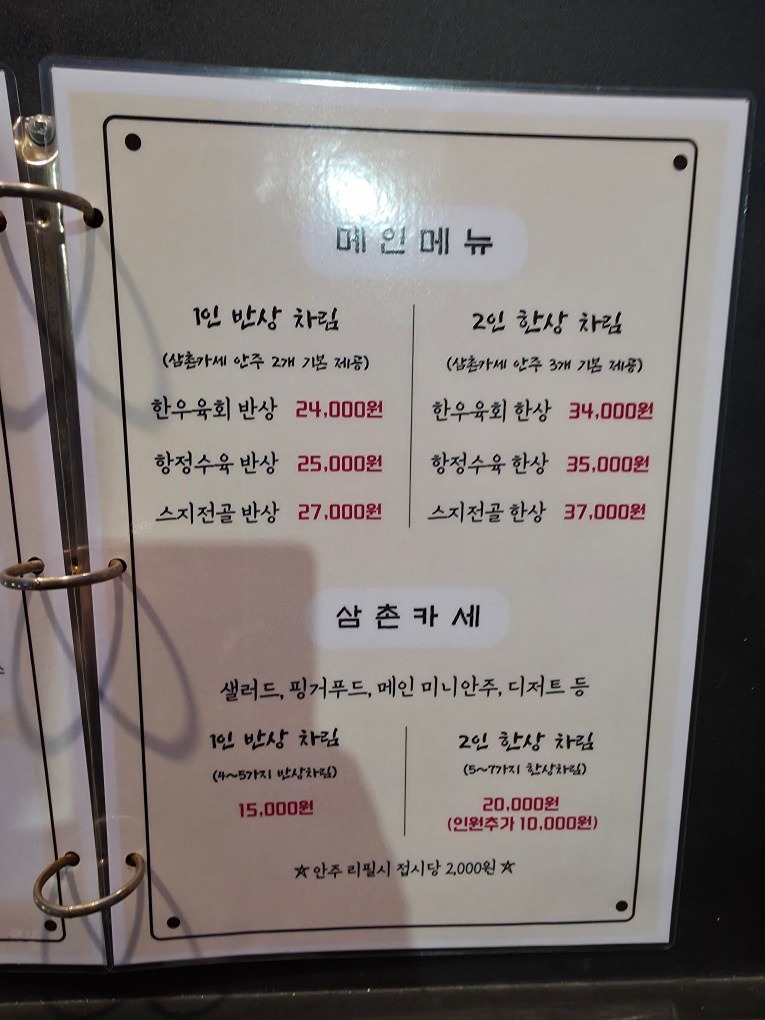 메인메뉴
1인 반상 차림
(삼촌카세 안주 2개 기본 제공)
한우육회 반상 24,000원
항정수육 반상 25,000원
스지전골 반상 27,000원
2인 한상 차림
(삼촌카세 안주 3개 기본 제공)
한우육회 한상 34,000원
항정수육 한상 35,000원
스지전골 한상 37,000원
삼촌카세
샐러드, 핑거푸드, 메인 미니안주, 디저트 등
1인 반상 차림
(4~5가지 반상차림)
15,000원
2인 한상 차림
(5~7가지 한상차림)
20,000원
(인원추가 10,000원)
☆ 안주 리필시 접시당 2,000원 ☆